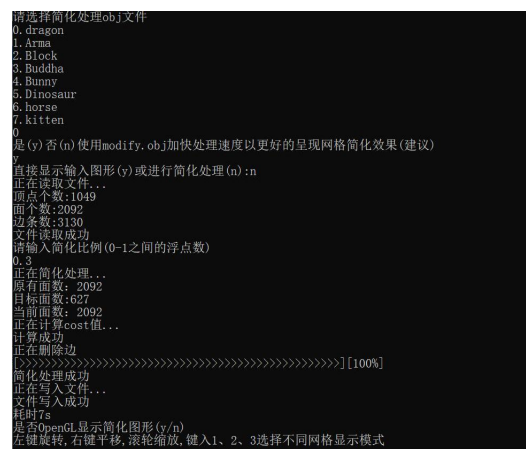 请选择简化处理obj文件
0.dragon
1.Arma
2.Block
3.Buddha
4.Bunny
5.Dinosaur
6.horse
7.kitten
0
是(y)否(n)使用modify.obj加快处理速度以更好的呈现网格简化效果(建议)
y
直接显示输入图形(y)或进行简化处理(n):n
正在读取文件...
顶点个数:1049
面个数:2092
边条数:3130
文件读取成功
请输入简化比例(0-1之间的浮点数)
0.3
正在简化处理...
原有面数: 2092
目标面数:627
当前面数: 2092
正在计算cost值...
计算成功
正在删除边
[>>>>>>>>>>>>>>>>>>>>>>>>>>>>>>>>>>>>>>>>>>>>>>>>>>][100%]
简化处理成功
正在写入文件...
文件写入成功
耗时7s
是否OpenGL显示简化图形(y/n)
左键旋转,右键平移,滚轮缩放,键入1、2、3选择不同网格显示模式